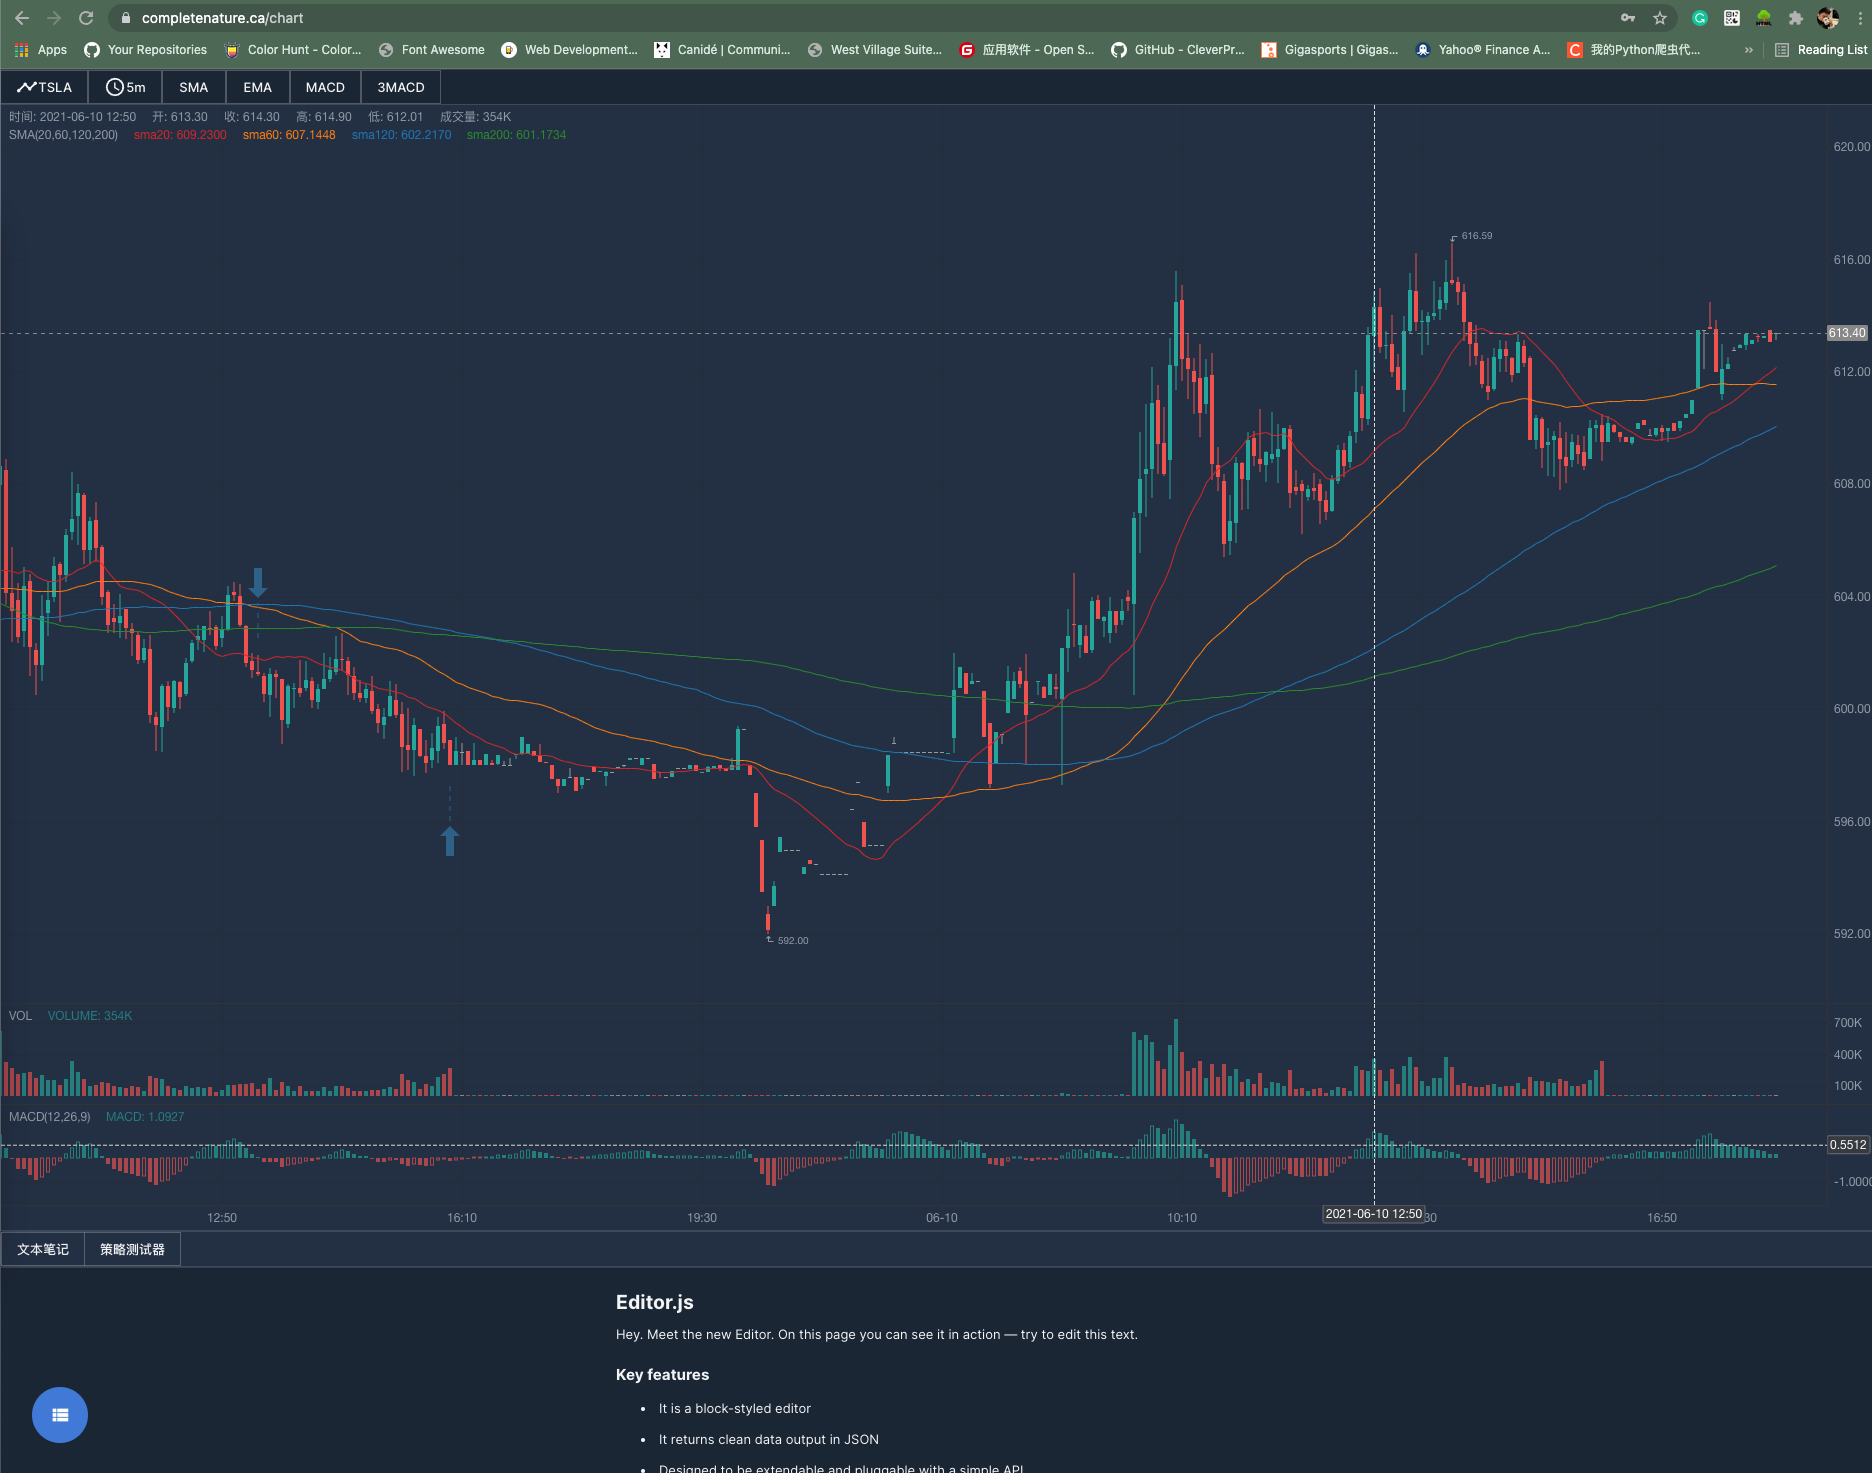 completenature.ca/chart
Apps Your Repositories Color Hunt - Color... Font Awesome Web Development... Canidé | Communi... West Village Suite... 应用软件 - Open S... GitHub - CleverPr... Gigasports | Gigas... Yahoo® Finance A... 我的Python爬虫代... » Reading List
TSLA 5m SMA EMA MACD 3MACD
时间: 2021-06-10 12:50 开: 613.30 收: 614.30 高: 614.90 低: 612.01 成交量: 354K
SMA(20,60,120,200) sma20: 609.2300 sma60: 607.1448 sma120: 602.2170 sma200: 601.1734
620.00
616.59
616.00
613.40
612.00
608.00
604.00
600.00
596.00
592.00
592.00
VOL VOLUME: 354K
700K
400K
100K
MACD(12,26,9) MACD: 1.0927
0.5512
-1.0000
12:50 16:10 19:30 06-10 10:10 2021-06-10 12:50 30 16:50
文本笔记 策略测试器
Editor.js
Hey. Meet the new Editor. On this page you can see it in action — try to edit this text.
Key features
• It is a block-styled editor
• It returns clean data output in JSON
• Designed to be extendable and pluggable with a simple API